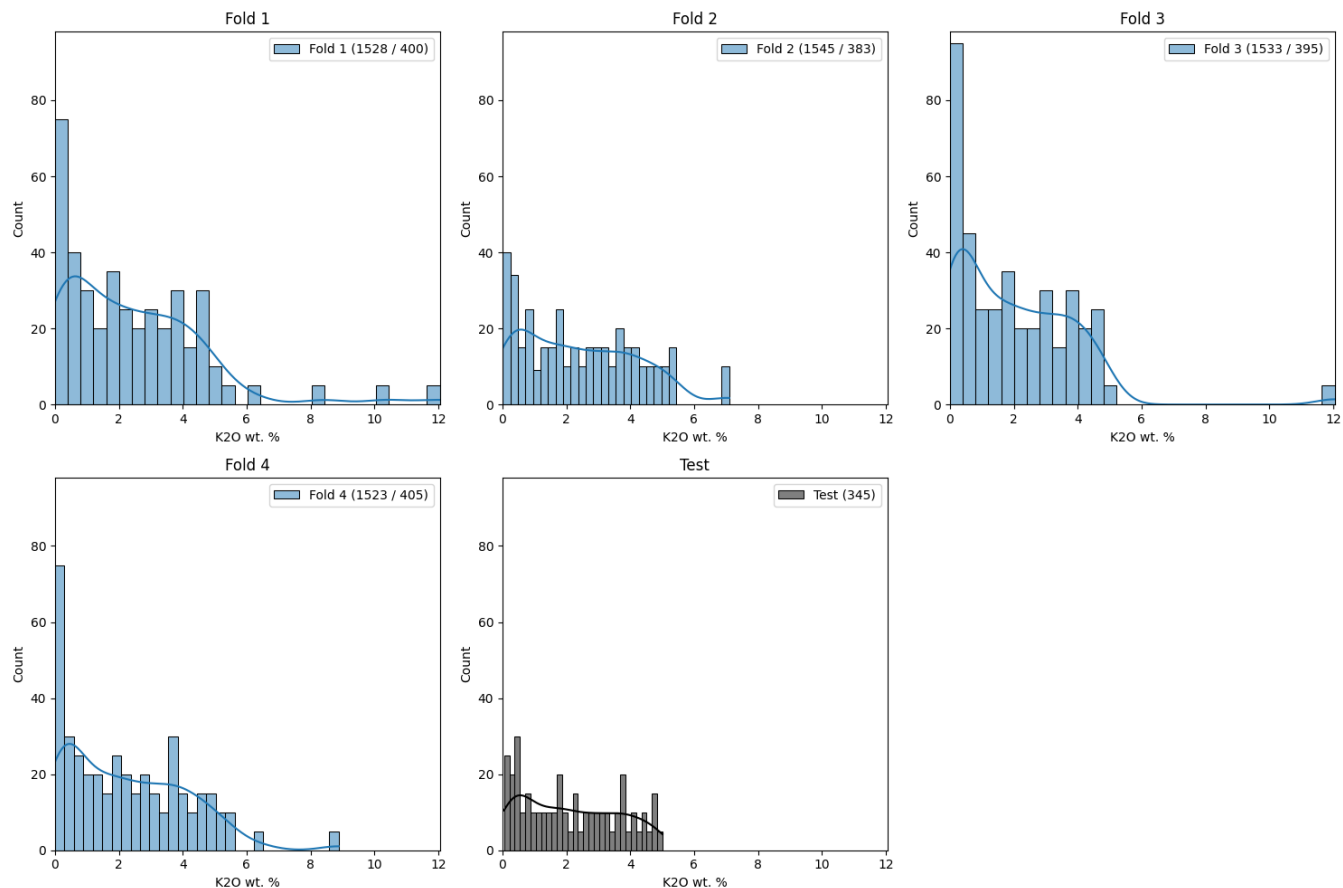 Fold 1
Fold 1 (1528 / 400)
Count
80
60
40
20
0
0 2 4 6 8 10 12
K2O wt. %
Fold 2
Fold 2 (1545 / 383)
Count
80
60
40
20
0
0 2 4 6 8 10 12
K2O wt. %
Fold 3
Fold 3 (1533 / 395)
Count
80
60
40
20
0
0 2 4 6 8 10 12
K2O wt. %
Fold 4
Fold 4 (1523 / 405)
Count
80
60
40
20
0
0 2 4 6 8 10 12
K2O wt. %
Test
Test (345)
Count
80
60
40
20
0
0 2 4 6 8 10 12
K2O wt. %